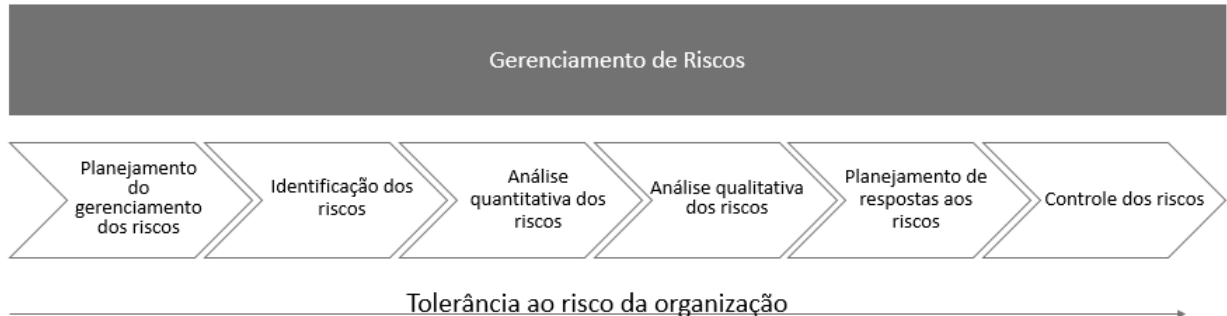 Gerenciamento de Riscos
Planejamento
do
gerenciamento
dos riscos
Identificação dos
riscos
Análise
quantitativa dos
riscos
Análise qualitativa
dos riscos
Planejamento de
respostas aos
riscos
Controle dos riscos
Tolerância ao risco da organização